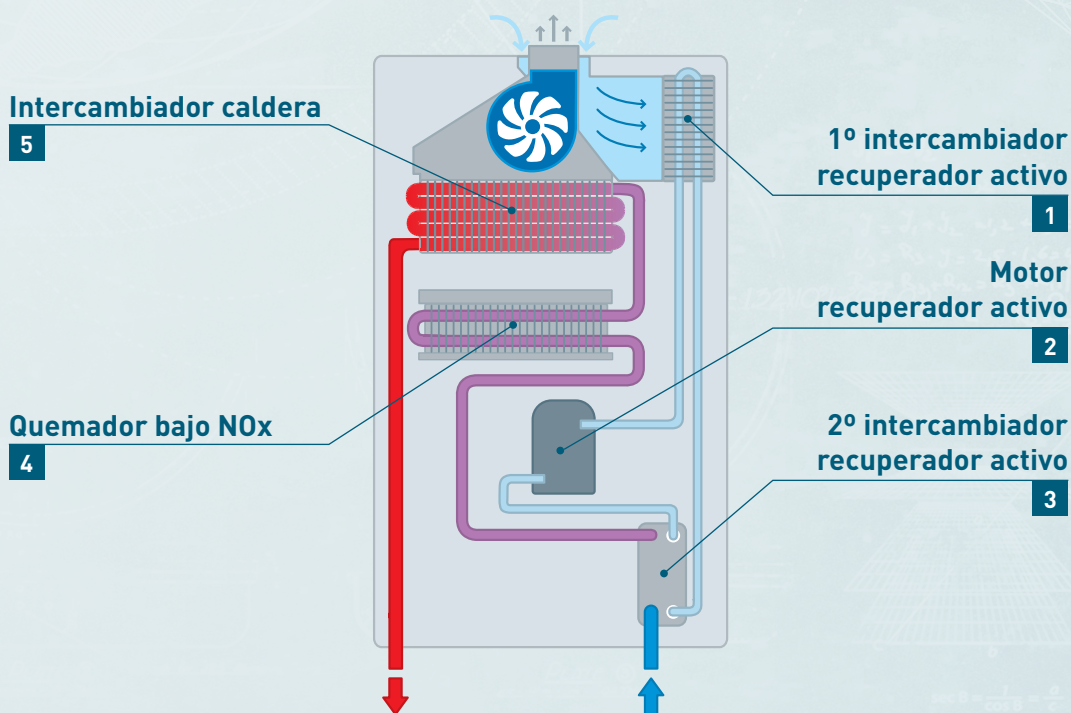 Intercambiador caldera
5
1º intercambiador
recuperador activo
1
Motor
recuperador activo
2
Quemador bajo NOx
4
2º intercambiador
recuperador activo
3